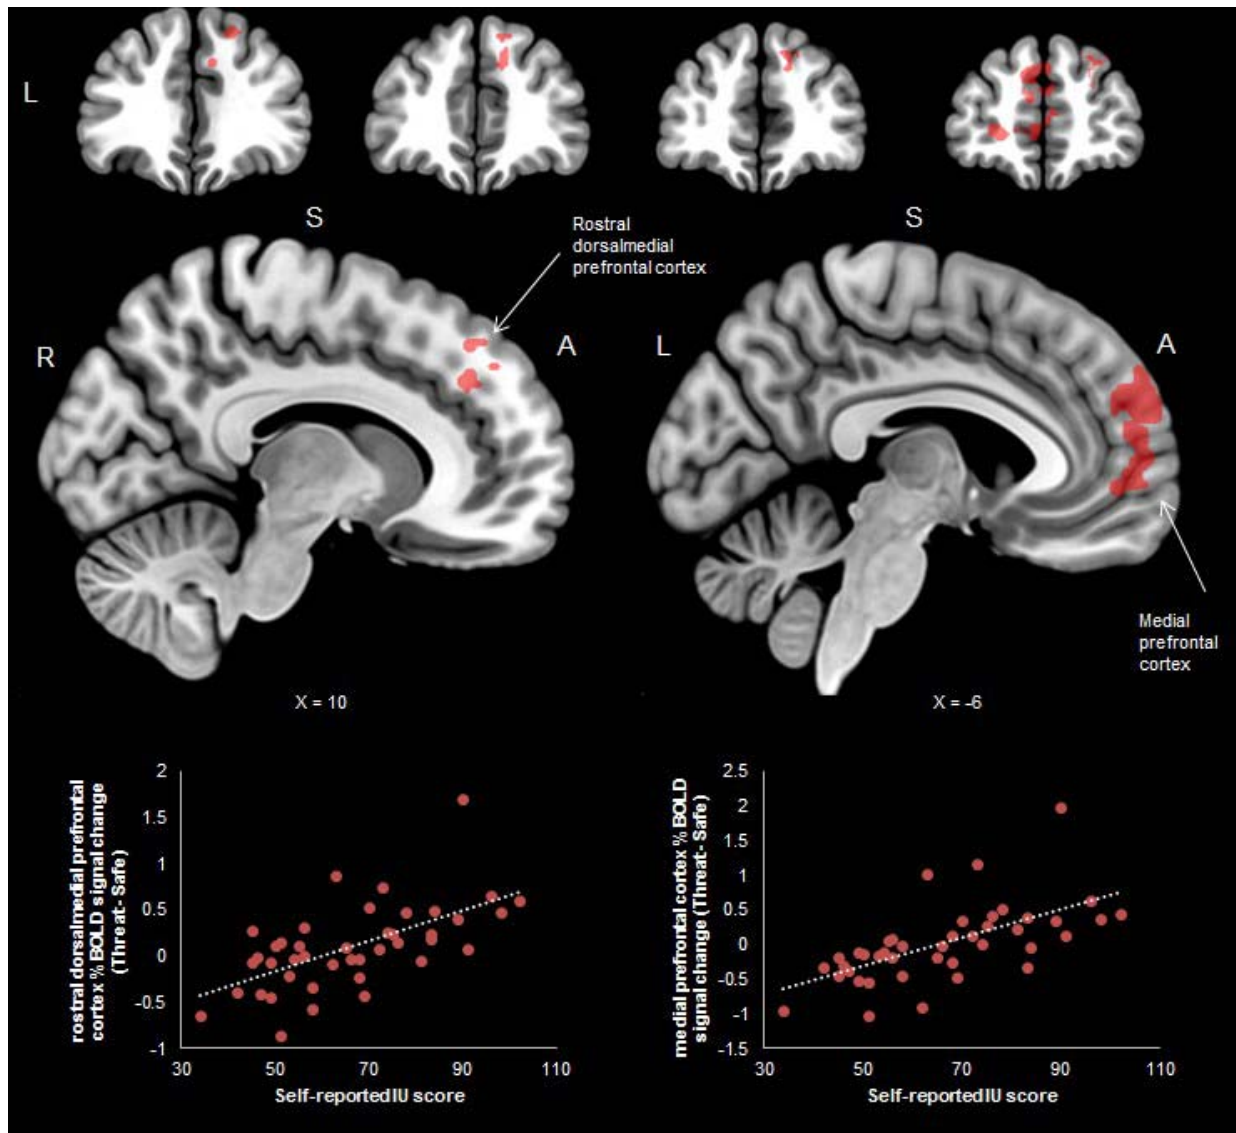 L
S
S
Rostral
dorsalmedial
prefrontal cortex
R
A
L
A
Medial
prefrontal
cortex
X = 10
X = -6
rostral dorsalmedial prefrontal
cortex % BOLD signal change
(Threat - Safe)
2
1.5
1
0.5
0
-0.5
-1
30
50
70
90
110
Self-reported IU score
medial prefrontal cortex % BOLD
signal change (Threat - Safe)
2.5
2
1.5
1
0.5
0
-0.5
-1
-1.5
30
50
70
90
110
Self-reported IU score